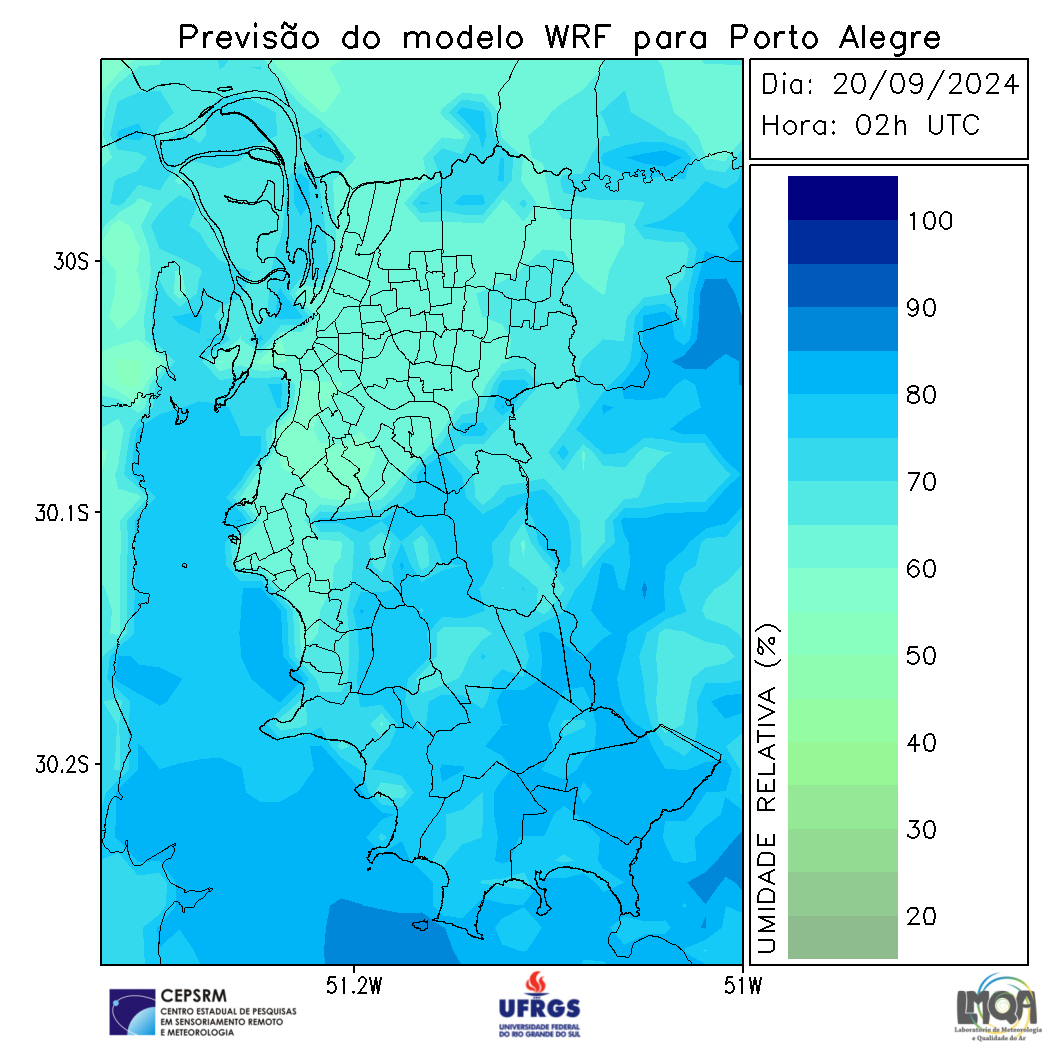 Previsão do modelo WRF para Porto Alegre
Dia: 20/09/2024
Hora: 02h UTC
30S
30.1S
30.2S
51.2W
51W
UMIDADE RELATIVA (%)
100
90
80
70
60
50
40
30
20
CEPSRM
CENTRO ESTADUAL DE PESQUISAS
EM SENSORIAMENTO REMOTO
E METEOROLOGIA
UFRGS
UNIVERSIDADE FEDERAL
DO RIO GRANDE DO SUL
LMQA
Laboratório de Meteorologia
e Qualidade do Ar